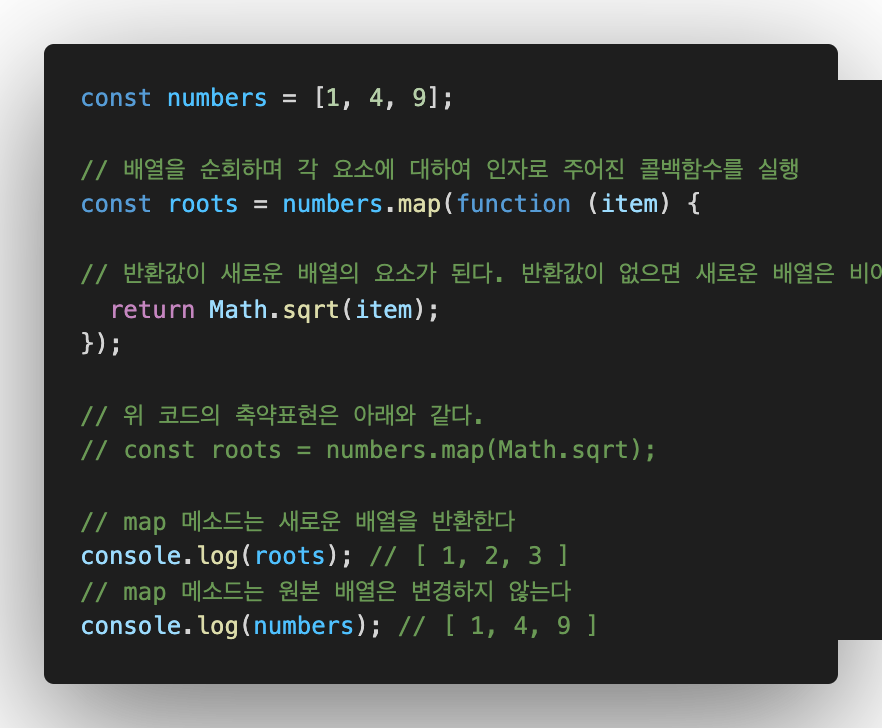 const numbers = [1, 4, 9];
// 배열을 순회하며 각 요소에 대하여 인자로 주어진 콜백함수를 실행
const roots = numbers.map(function (item) {
// 반환값이 새로운 배열의 요소가 된다. 반환값이 없으면 새로운 배열은
return Math.sqrt(item);
});
// 위 코드의 축약표현은 아래와 같다.
// const roots = numbers.map(Math.sqrt);
// map 메소드는 새로운 배열을 반환한다
console.log(roots); // [ 1, 2, 3 ]
// map 메소드는 원본 배열은 변경하지 않는다
console.log(numbers); // [ 1, 4, 9 ]